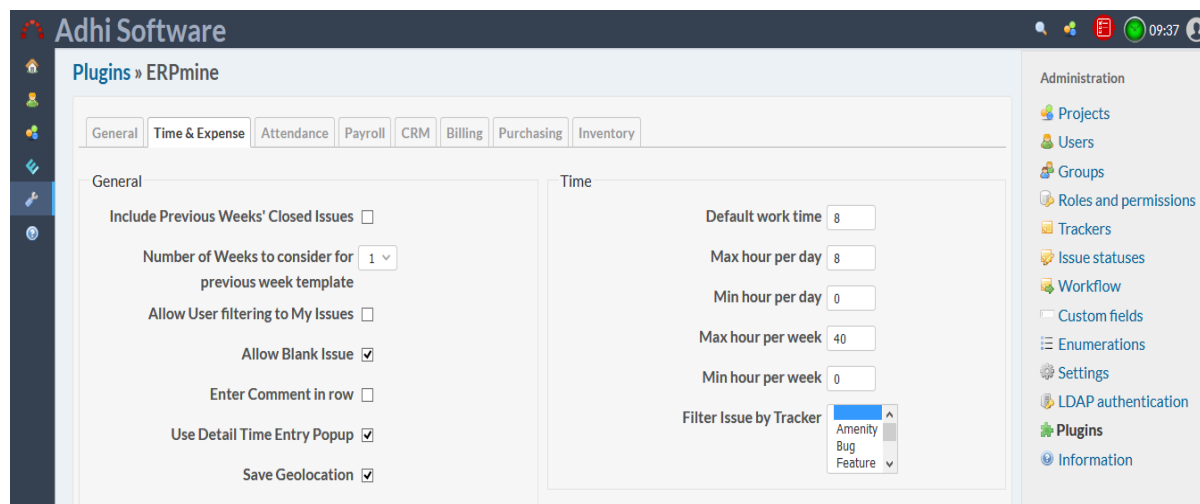 Adhi Software
09:37
Plugins » ERPmine
General Time & Expense Attendance Payroll CRM Billing Purchasing Inventory
General
Include Previous Weeks' Closed Issues
Number of Weeks to consider for 1
previous week template
Allow User filtering to My Issues
Allow Blank Issue
Enter Comment in row
Use Detail Time Entry Popup
Save Geolocation
Time
Default work time 8
Max hour per day 8
Min hour per day 0
Max hour per week 40
Min hour per week 0
Filter Issue by Tracker
Amenity
Bug
Feature
Administration
Projects
Users
Groups
Roles and permissions
Trackers
Issue statuses
Workflow
Custom fields
Enumerations
Settings
LDAP authentication
Plugins
Information